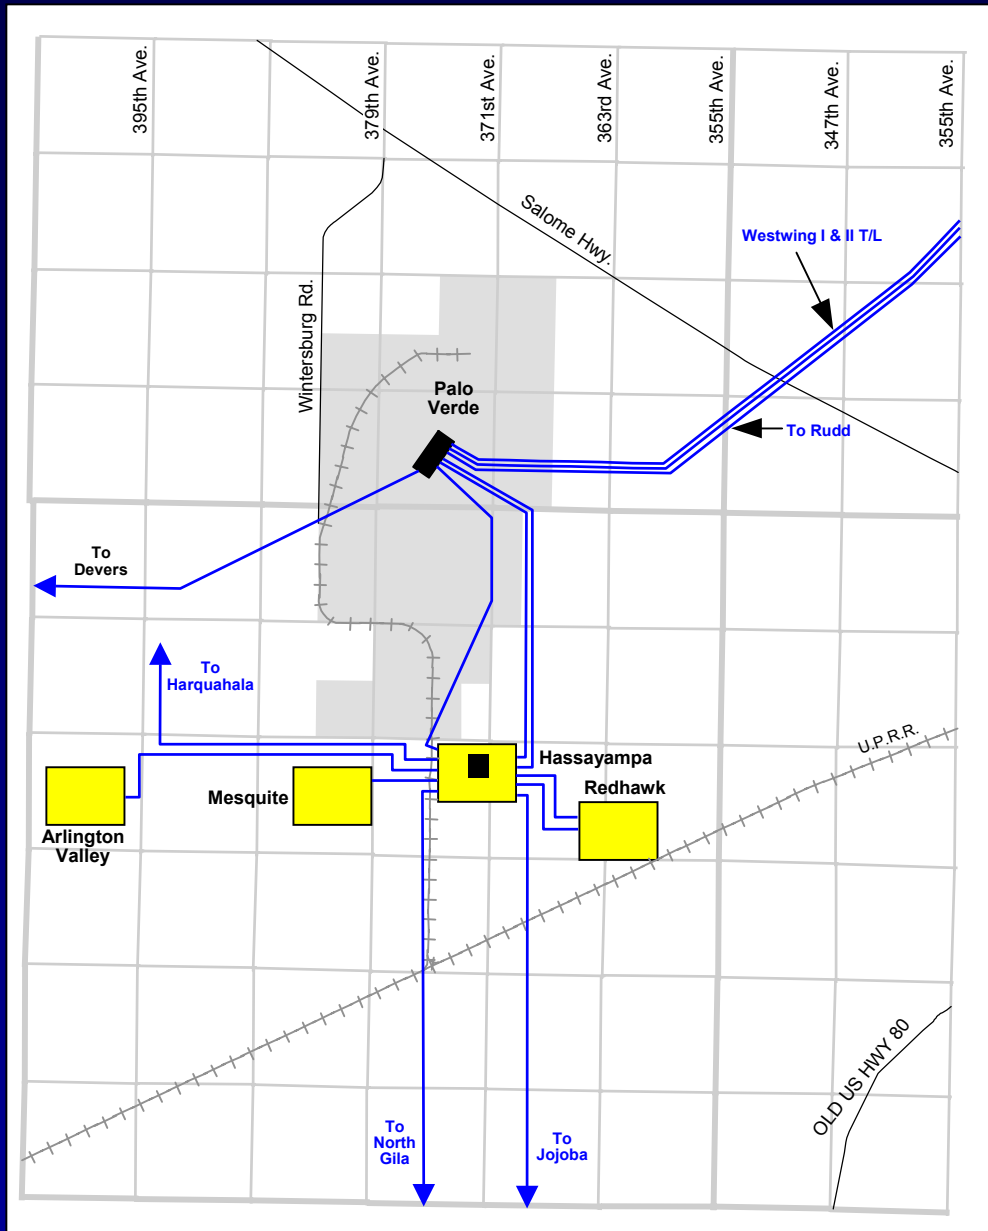 395th Ave.
379th Ave.
371st Ave.
363rd Ave.
355th Ave.
347th Ave.
355th Ave.
Salome Hwy.
Westwing I & II T/L
Wintersburg Rd.
Palo
Verde
To Rudd
To
Devers
To
Harquahala
U.P.R.R.
Hassayampa
Redhawk
Mesquite
Arlington
Valley
OLD US HWY 80
To
North
Gila
To
Jojoba